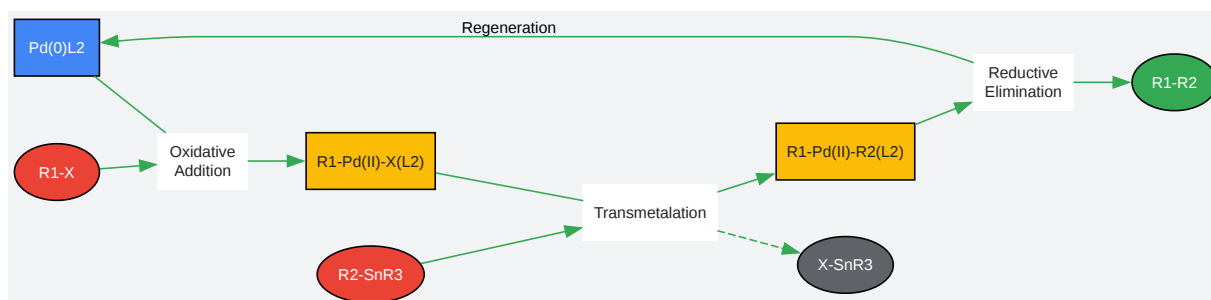 Regeneration
Pd(0)L2
Oxidative
Addition
R1-X
R1-Pd(II)-X(L2)
R2-SnR3
Transmetalation
R1-Pd(II)-R2(L2)
X-SnR3
Reductive
Elimination
R1-R2